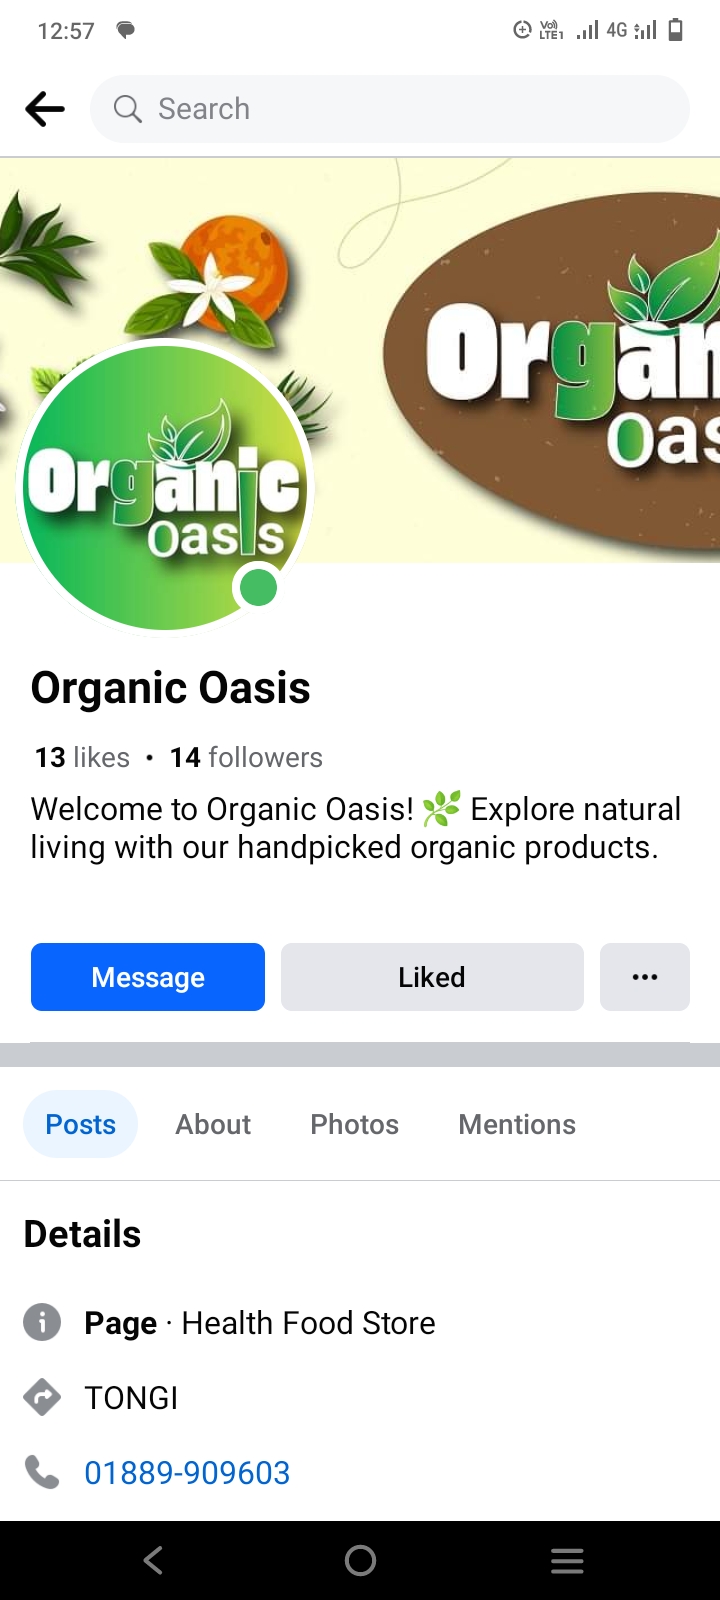 12:57
Vo) LTE1 4G
Search
Organ
Oas
Organic
Oasis
Organic Oasis
13 likes • 14 followers
Welcome to Organic Oasis! 🌿 Explore natural
living with our handpicked organic products.
Message Liked ...
Posts About Photos Mentions
Details
Page · Health Food Store
TONGI
01889-909603